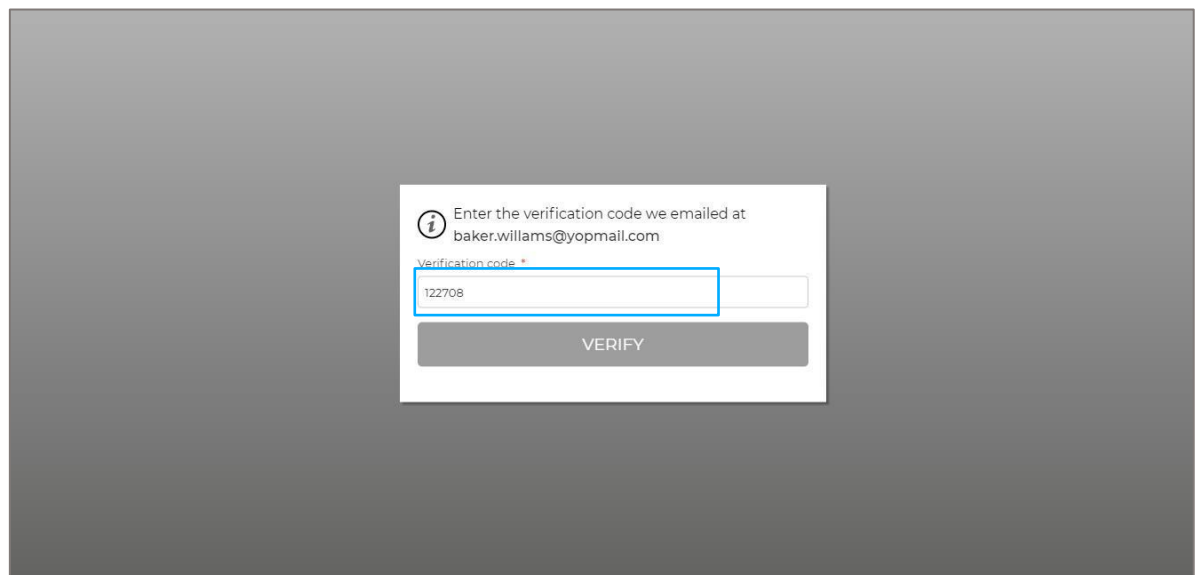 Enter the verification code we emailed at
baker.willams@yopmail.com
Verification code *
122708
VERIFY